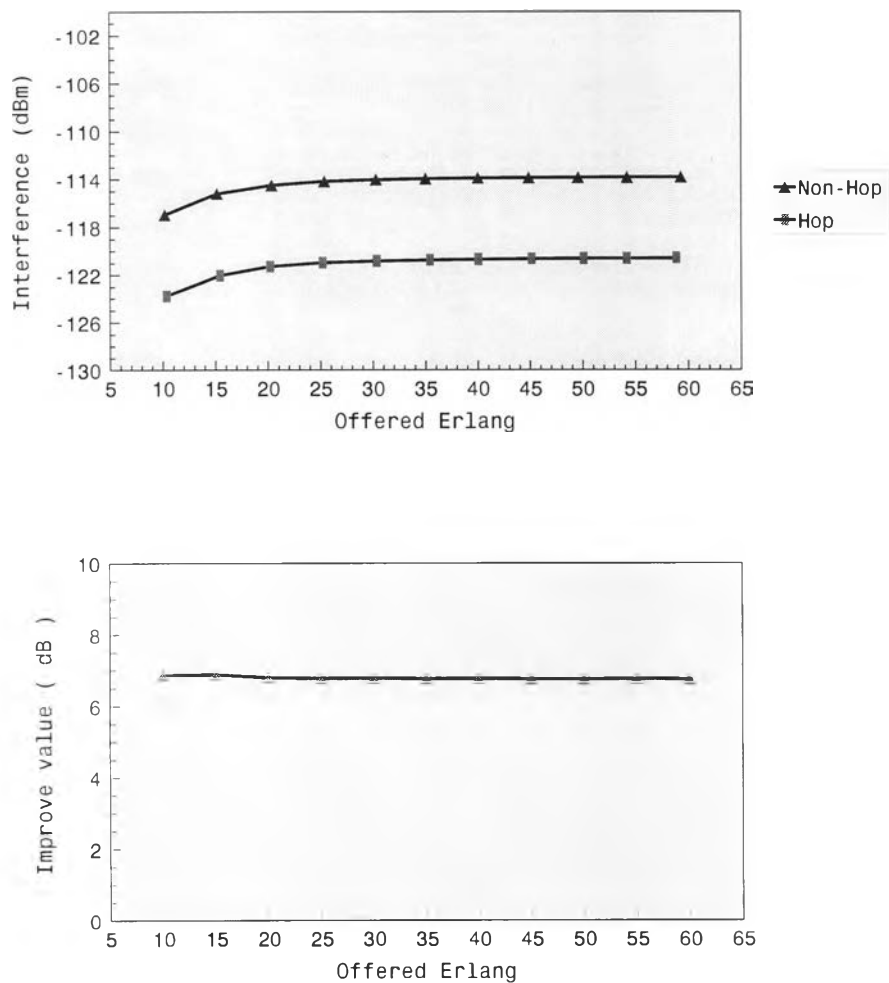 -102
-106
-110
-114
-118
-122
-126
-130
Interference (dBm)
5 10 15 20 25 30 35 40 45 50 55 60 65
Offered Erlang
Non-Hop
Hop
10
8
6
4
2
0
Improve value ( dB )
5 10 15 20 25 30 35 40 45 50 55 60 65
Offered Erlang